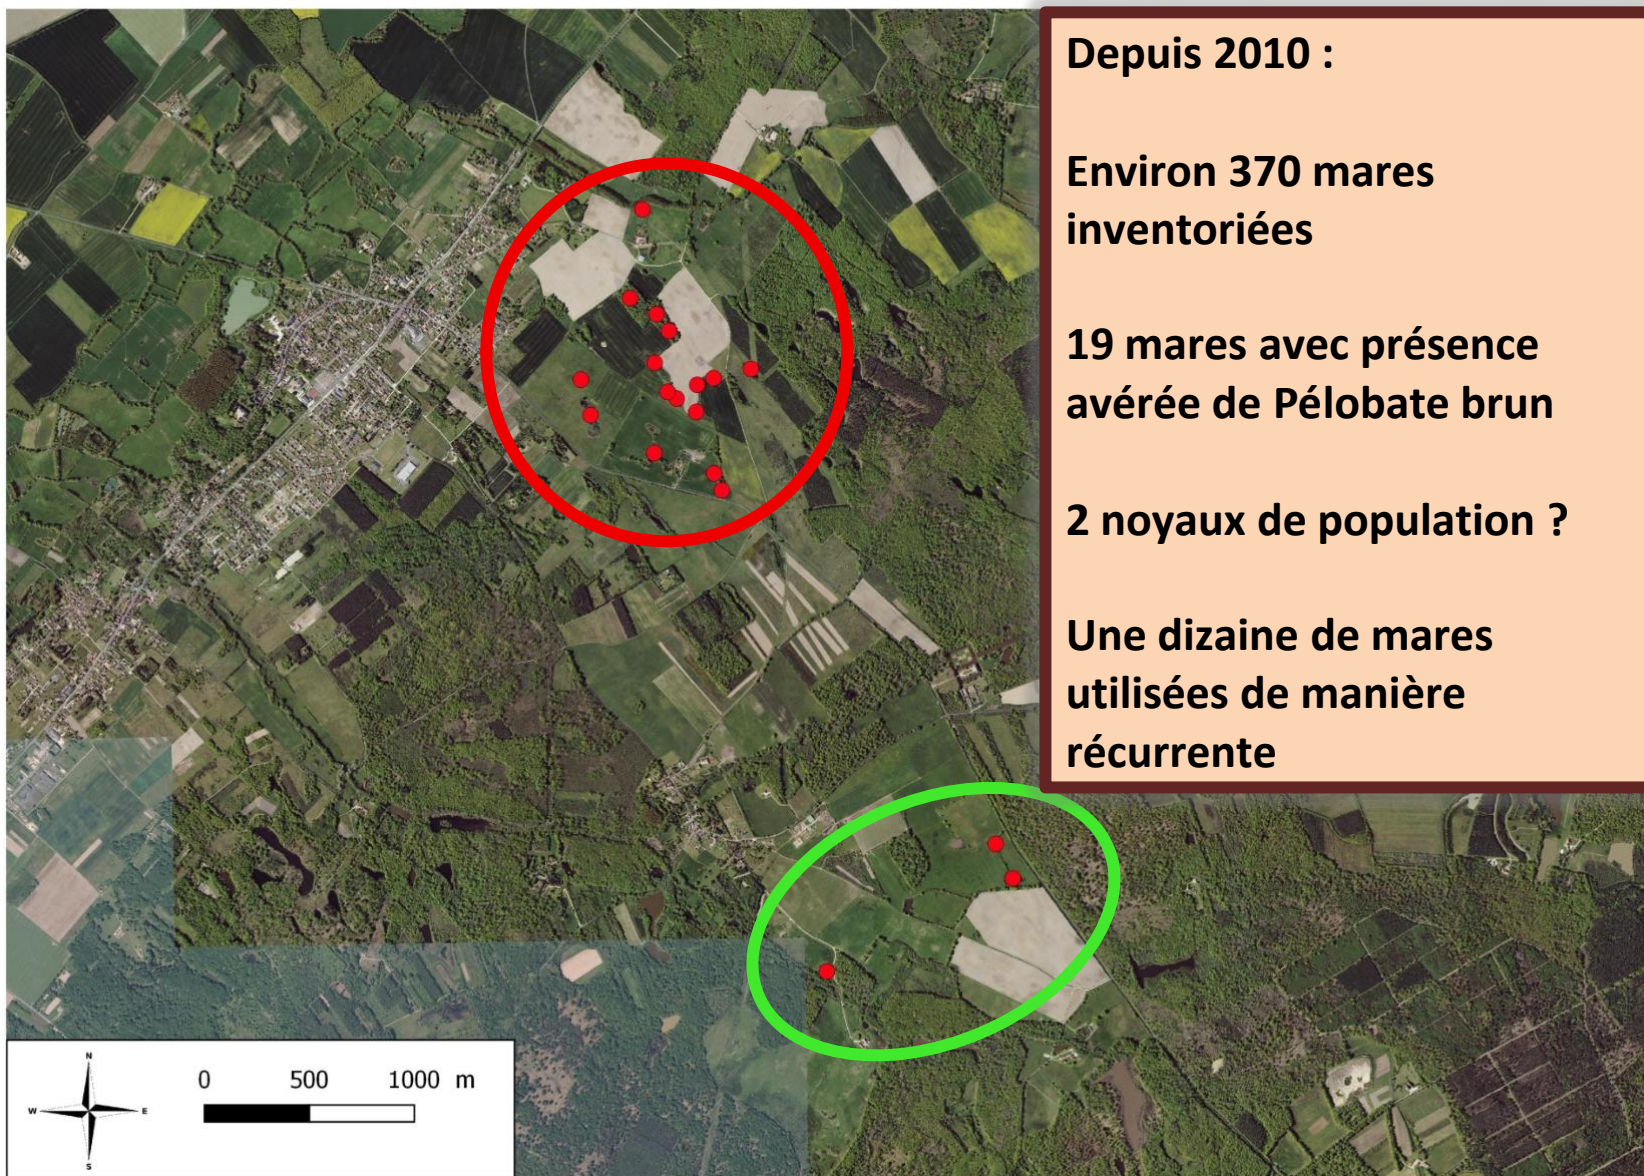 Depuis 2010 :
Environ 370 mares
inventoriées
19 mares avec présence
avérée de Pélobate brun
2 noyaux de population ?
Une dizaine de mares
utilisées de manière
récurrente
N
W E
S
0 500 1000 m